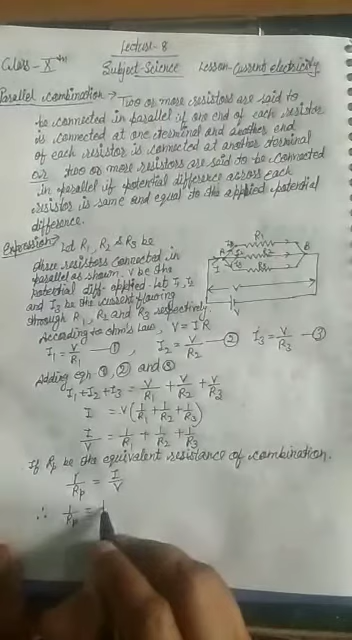 Lecture-8
Class-Xth Subject-Science Lesson-Current electricity
Parallel combination → Two or more resistors are said to
be connected in parallel if one end of each resistor
is connected at one terminal and another end
of each resistor is connected at another terminal
or two or more resistors are said to be connected
in parallel if potential difference across each
resistor is same and equal to the applied potential
difference.
Expression → Let R1, R2 & R3 be
three resistors connected in
parallel as shown. V be the
potential diff. applied. Let I1, I2
and I3 be the current flowing
through R1, R2 and R3 respectively.
R1
R2
R3
A
B
I
V
V
According to ohm's law, V = IR
I1 = V/R1 — ①, I2 = V/R2 — ② I3 = V/R3 — ③
Adding eqn ①, ② and ③
I1 + I2 + I3 = V/R1 + V/R2 + V/R3
I = V(1/R1 + 1/R2 + 1/R3)
I/V = 1/R1 + 1/R2 + 1/R3
If Rp be the equivalent resistance of combination.
1/Rp = I/V
∴ 1/Rp =